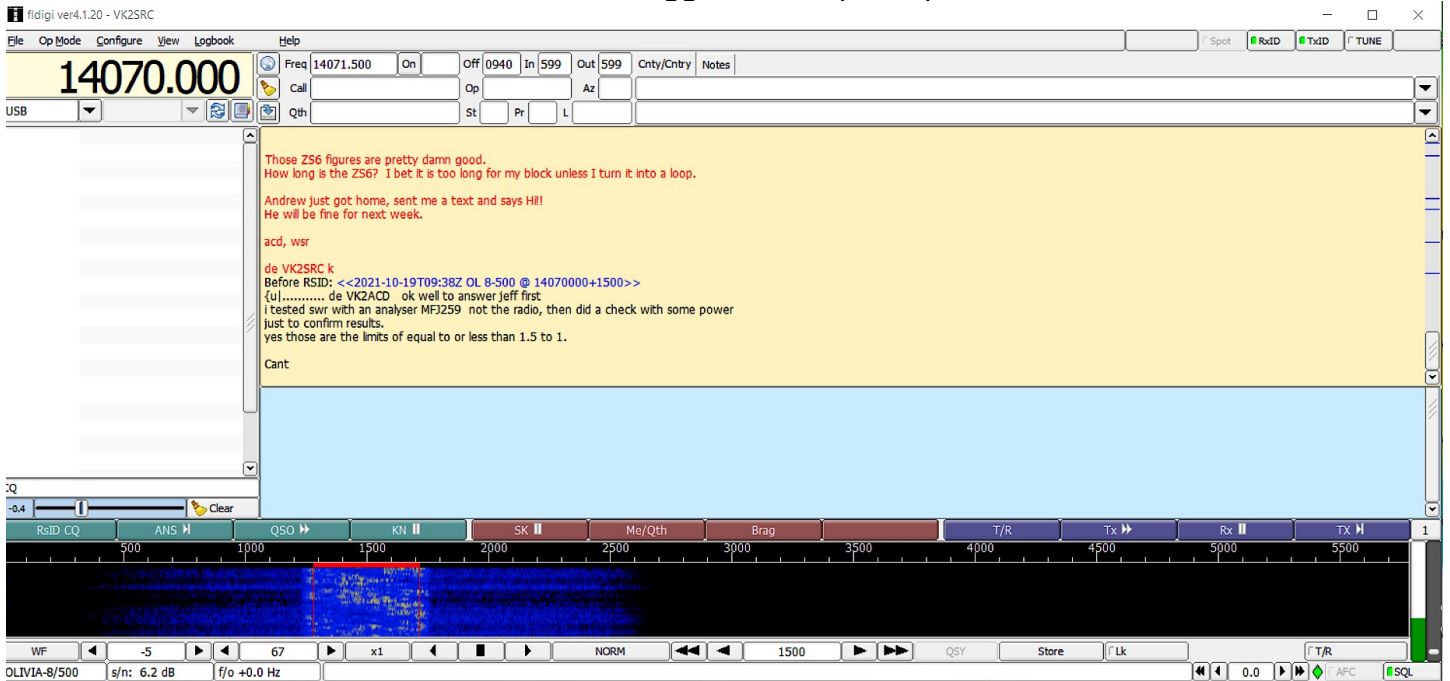 fldigi ver4.1.20 - VK2SRC
File Op Mode Configure View Logbook Help
Spot RxID TxID TUNE
14070.000
Freq 14071.500 On Off 0940 In 599 Out 599 Cnty/Cntry Notes
Call Op Az
USB
Qth St Pr L
Those ZS6 figures are pretty damn good.
How long is the ZS6? I bet it is too long for my block unless I turn it into a loop.
Andrew just got home, sent me a text and says Hi!!
He will be fine for next week.
acd, wsr
de VK2SRC k
Before RSID: <<2021-10-19T09:38Z OL 8-500 @ 14070000+1500>>
{u|.......... de VK2ACD ok well to answer jeff first
i tested swr with an analyser MFJ259 not the radio, then did a check with some power
just to confirm results.
yes those are the limits of equal to or less than 1.5 to 1.
Cant
CQ
-0.4 Clear
RsID CQ ANS QSO KN SK Me/Qth Brag T/R Tx Rx TX 1
500 1000 1500 2000 2500 3000 3500 4000 4500 5000 5500
WF -5 67 x1 NORM 1500 QSY Store Lk T/R
OLIVIA-8/500 s/n: 6.2 dB f/o +0.0 Hz 0.0 AFC SQL